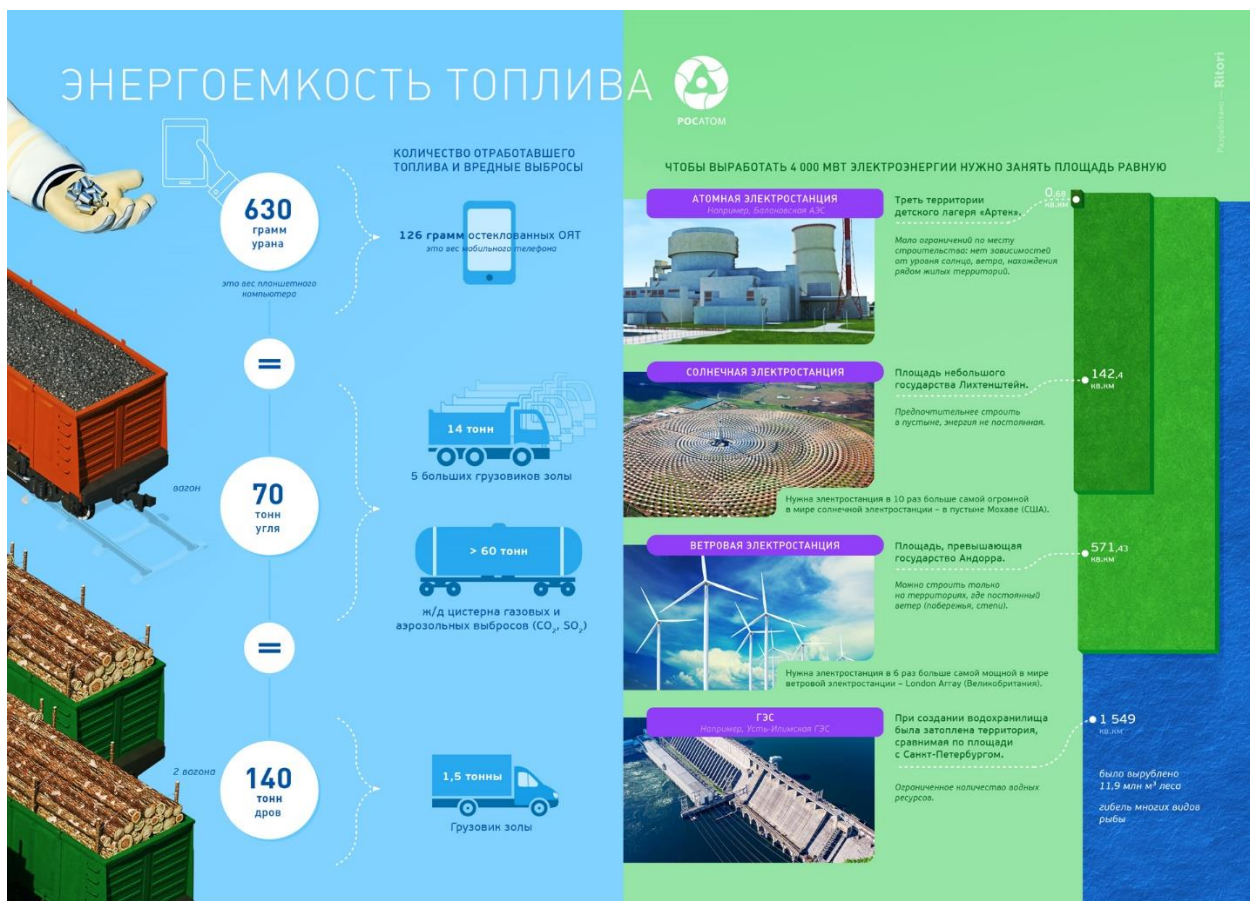 ЭНЕРГОЕМКОСТЬ ТОПЛИВА
РОСАТОМ
Разработано — Ritori
КОЛИЧЕСТВО ОТРАБОТАВШЕГО
ТОПЛИВА И ВРЕДНЫЕ ВЫБРОСЫ
630
грамм
урана
это вес планшетного
компьютера
126 грамм остеклованных ОЯТ
это вес мобильного телефона
=
14 тонн
5 больших грузовиков золы
вагон
70
тонн
угля
> 60 тонн
ж/д цистерна газовых и
аэрозольных выбросов (CO₂, SO₂)
=
2 вагона
140
тонн
дров
1,5 тонны
Грузовик золы
ЧТОБЫ ВЫРАБОТАТЬ 4 000 МВТ ЭЛЕКТРОЭНЕРГИИ НУЖНО ЗАНЯТЬ ПЛОЩАДЬ РАВНУЮ
АТОМНАЯ ЭЛЕКТРОСТАНЦИЯ
Например, Балаковская АЭС
Треть территории
детского лагеря «Артек».
Мало ограничений по месту
строительства: нет зависимостей
от уровня солнца, ветра, нахождения
рядом жилых территорий.
0,68
кв.км
СОЛНЕЧНАЯ ЭЛЕКТРОСТАНЦИЯ
Площадь небольшого
государства Лихтенштейн.
Предпочтительнее строить
в пустыне, энергия не постоянная.
142,4
кв.км
Нужна электростанция в 10 раз больше самой огромной
в мире солнечной электростанции – в пустыне Мохаве (США).
ВЕТРОВАЯ ЭЛЕКТРОСТАНЦИЯ
Площадь, превышающая
государство Андорра.
Можно строить только
на территориях, где постоянный
ветер (побережья, степи).
571,43
кв.км
Нужна электростанция в 6 раз больше самой мощной в мире
ветровой электростанции – London Array (Великобритания).
ГЭС
Например, Усть-Илимская ГЭС
При создании водохранилища
была затоплена территория,
сравнимая по площади
с Санкт-Петербургом.
Ограниченное количество водных
ресурсов.
1 549
кв.км
было вырублено
11,9 млн м³ леса
гибель многих видов
рыбы